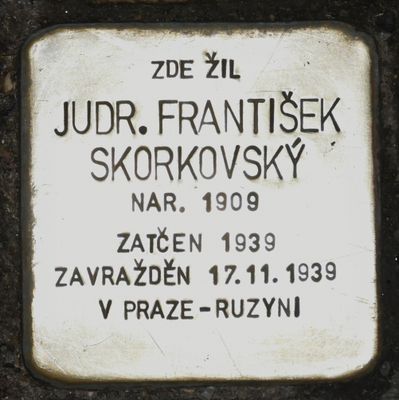 ZDE ŽIL
JUDR. FRANTIŠEK
SKORKOVSKÝ
NAR. 1909
ZATČEN 1939
ZAVRAŽDĚN 17.11.1939
V PRAZE-RUZYNI